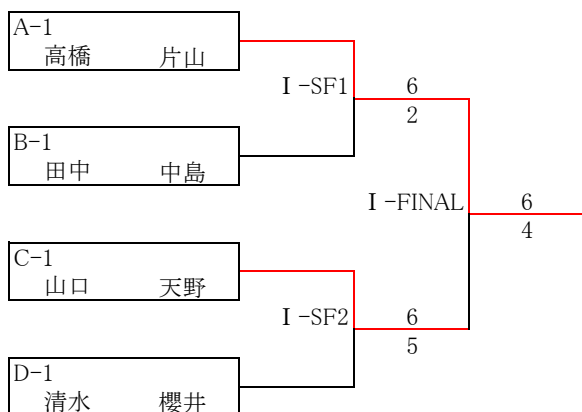 A-1
高橋 片山
Ⅰ-SF1
6
2
B-1
田中 中島
Ⅰ-FINAL
6
4
C-1
山口 天野
Ⅰ-SF2
6
5
D-1
清水 櫻井